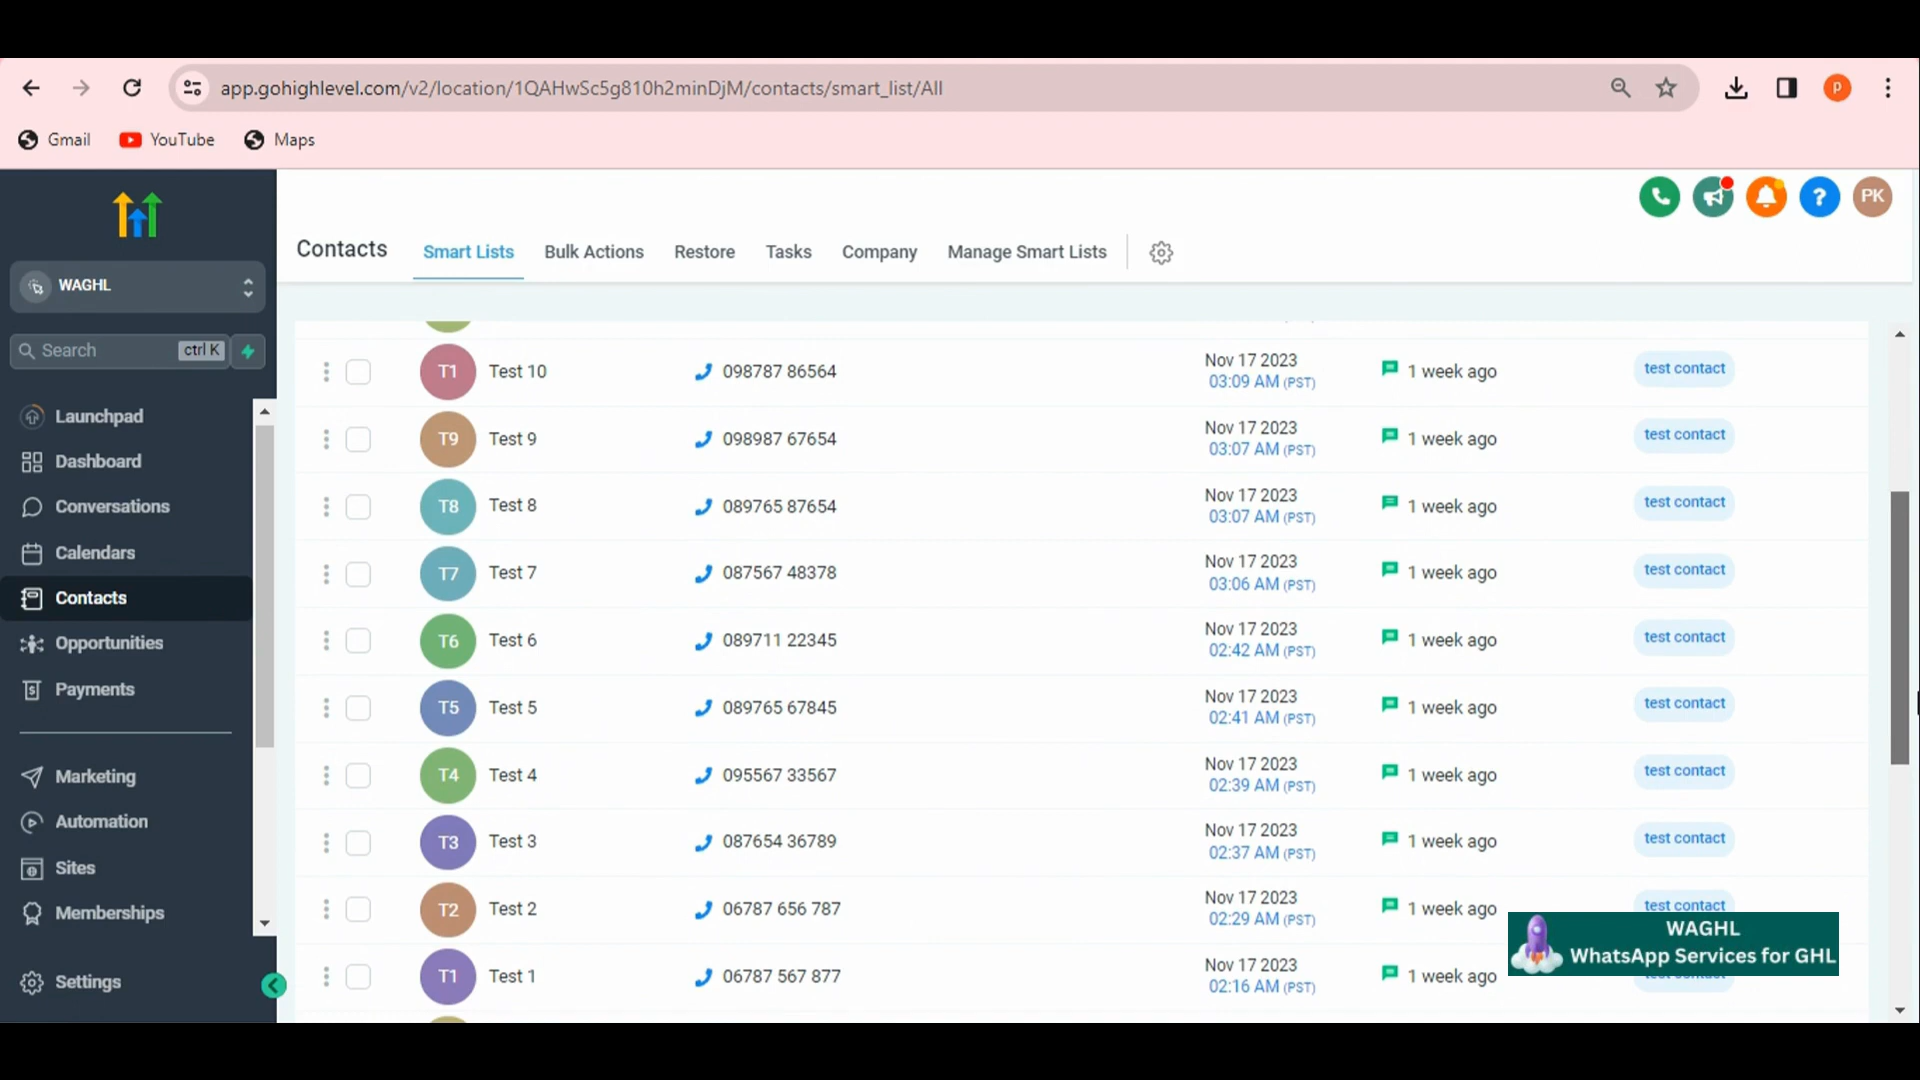 app.gohighlevel.com/v2/location/1QAHwSc5g810h2minDjM/contacts/smart_list/All
P
Gmail YouTube Maps
PK
Contacts Smart Lists Bulk Actions Restore Tasks Company Manage Smart Lists
WAGHL
Search ctrl K
Launchpad
Dashboard
Conversations
Calendars
Contacts
Opportunities
Payments
Marketing
Automation
Sites
Memberships
Settings
T1 Test 10 098787 86564 Nov 17 2023 1 week ago test contact
03:09 AM (PST)
T9 Test 9 098987 67654 Nov 17 2023 1 week ago test contact
03:07 AM (PST)
T8 Test 8 089765 87654 Nov 17 2023 1 week ago test contact
03:07 AM (PST)
T7 Test 7 087567 48378 Nov 17 2023 1 week ago test contact
03:06 AM (PST)
T6 Test 6 089711 22345 Nov 17 2023 1 week ago test contact
02:42 AM (PST)
T5 Test 5 089765 67845 Nov 17 2023 1 week ago test contact
02:41 AM (PST)
T4 Test 4 095567 33567 Nov 17 2023 1 week ago test contact
02:39 AM (PST)
T3 Test 3 087654 36789 Nov 17 2023 1 week ago test contact
02:37 AM (PST)
T2 Test 2 06787 656 787 Nov 17 2023 1 week ago test contact
02:29 AM (PST)
T1 Test 1 06787 567 877 Nov 17 2023 1 week ago
02:16 AM (PST)
WAGHL
WhatsApp Services for GHL